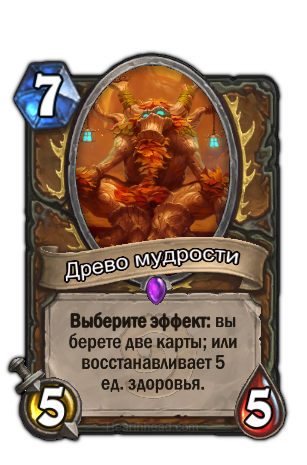 7
Древо мудрости
Выберите эффект: вы
берете две карты; или
восстанавливает 5
ед. здоровья.
5
5